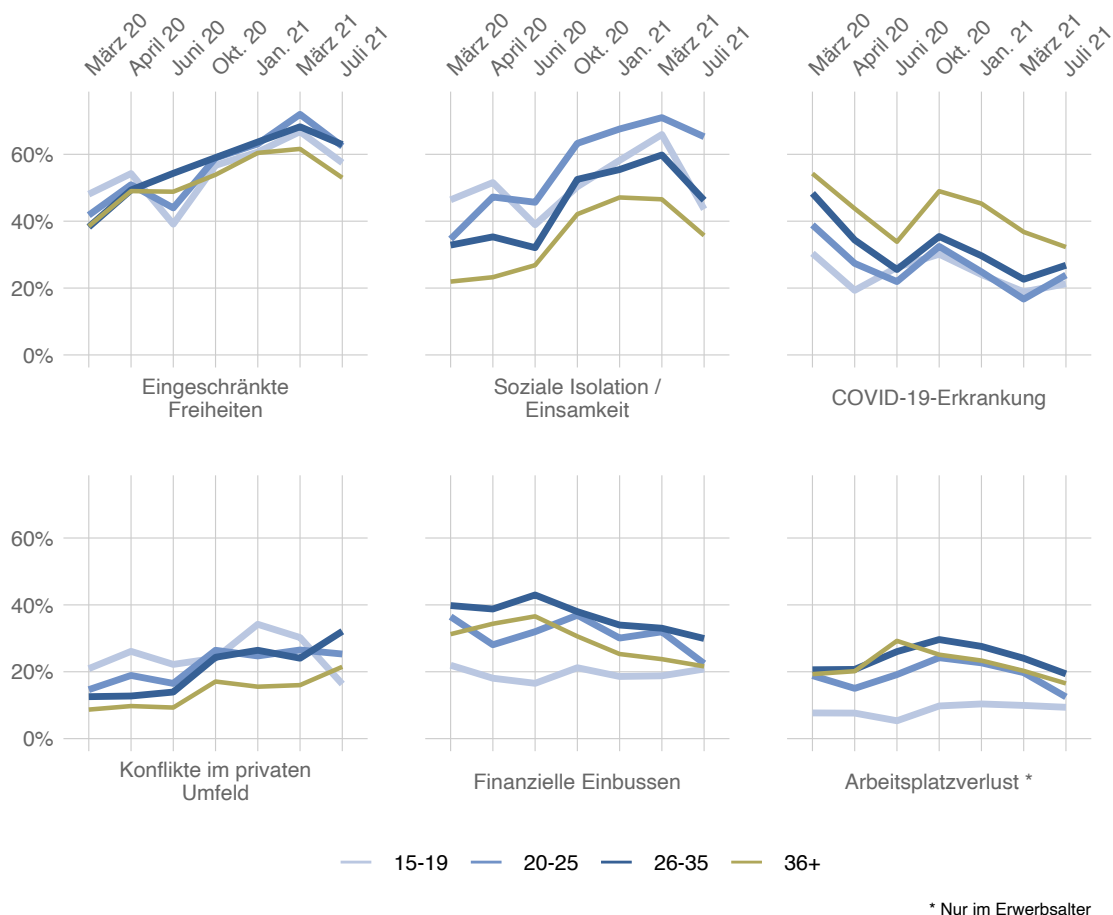 März 20 April 20 Juni 20 Okt. 20 Jan. 21 März 21 Juli 21
März 20 April 20 Juni 20 Okt. 20 Jan. 21 März 21 Juli 21
März 20 April 20 Juni 20 Okt. 20 Jan. 21 März 21 Juli 21
60%
40%
20%
0%
Eingeschränkte
Freiheiten
Soziale Isolation /
Einsamkeit
COVID-19-Erkrankung
60%
40%
20%
0%
Konflikte im privaten
Umfeld
Finanzielle Einbussen
Arbeitsplatzverlust *
15-19 20-25 26-35 36+
* Nur im Erwerbsalter